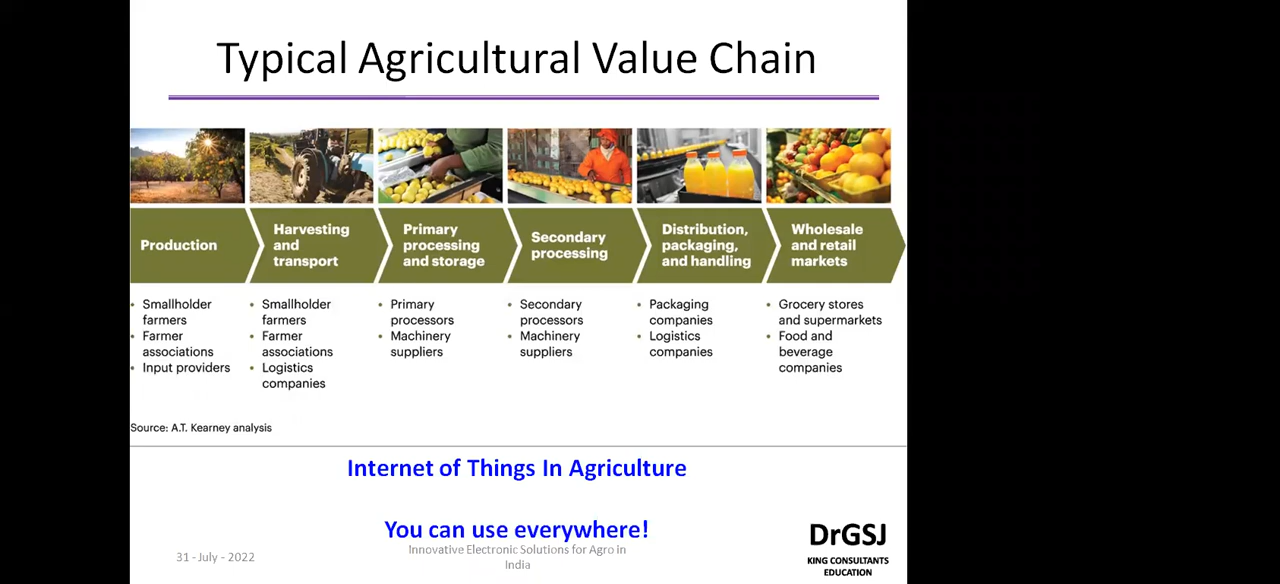 Typical Agricultural Value Chain
Production
Harvesting
and
transport
Primary
processing
and storage
Secondary
processing
Distribution,
packaging,
and handling
Wholesale
and retail
markets
• Smallholder
farmers
• Farmer
associations
• Input providers
• Smallholder
farmers
• Farmer
associations
• Logistics
companies
• Primary
processors
• Machinery
suppliers
• Secondary
processors
• Machinery
suppliers
• Packaging
companies
• Logistics
companies
• Grocery stores
and supermarkets
• Food and
beverage
companies
Source: A.T. Kearney analysis
Internet of Things In Agriculture
You can use everywhere!
31 - July - 2022
Innovative Electronic Solutions for Agro in
India
DrGSJ
KING CONSULTANTS
EDUCATION